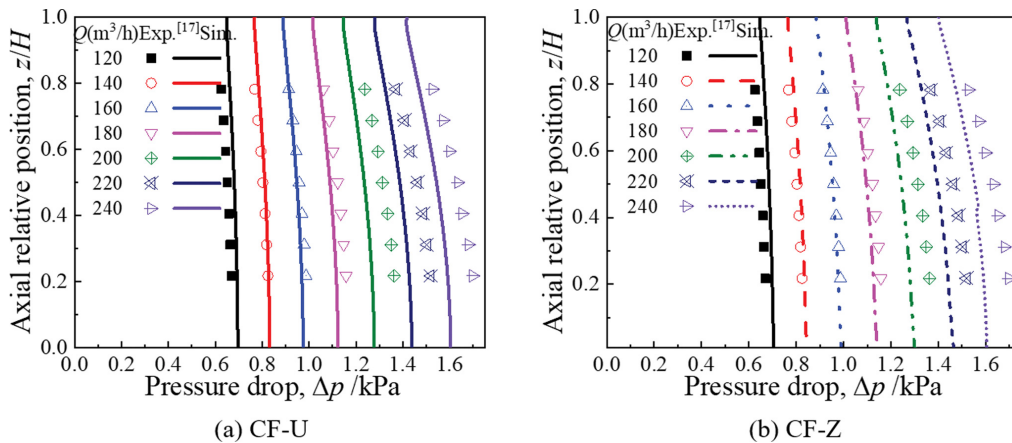 (a)
Q(m³/h)Exp.[17]Sim.
120
140
160
180
200
220
240
Axial relative position, z/H
1.0
0.8
0.6
0.4
0.2
0.0
0.0 0.2 0.4 0.6 0.8 1.0 1.2 1.4 1.6
Pressure drop, Δp /kPa
(a) CF-U
(b)
Q(m³/h)Exp.[17]Sim.
120
140
160
180
200
220
240
Axial relative position, z/H
1.0
0.8
0.6
0.4
0.2
0.0
0.0 0.2 0.4 0.6 0.8 1.0 1.2 1.4 1.6
Pressure drop, Δp /kPa
(b) CF-Z